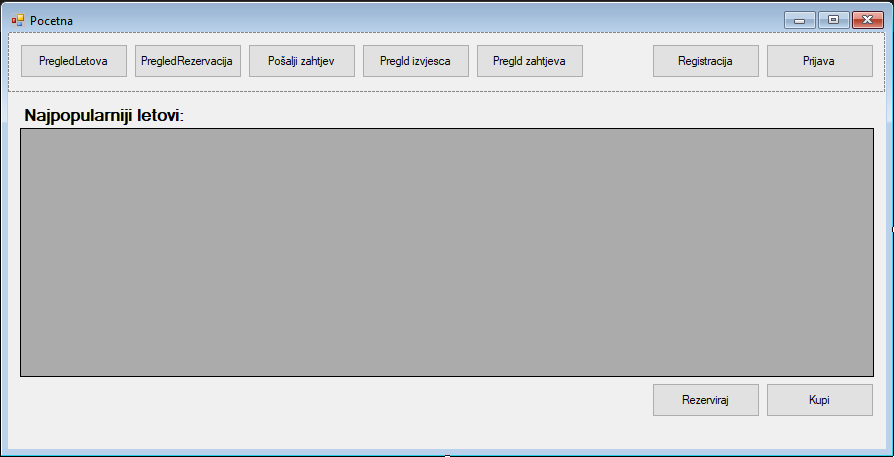 Pocetna
PregledLetova PregledRezervacija Pošalji zahtjev Pregld izvjesca Pregld zahtjeva Registracija Prijava
Najpopularniji letovi:
Rezerviraj Kupi